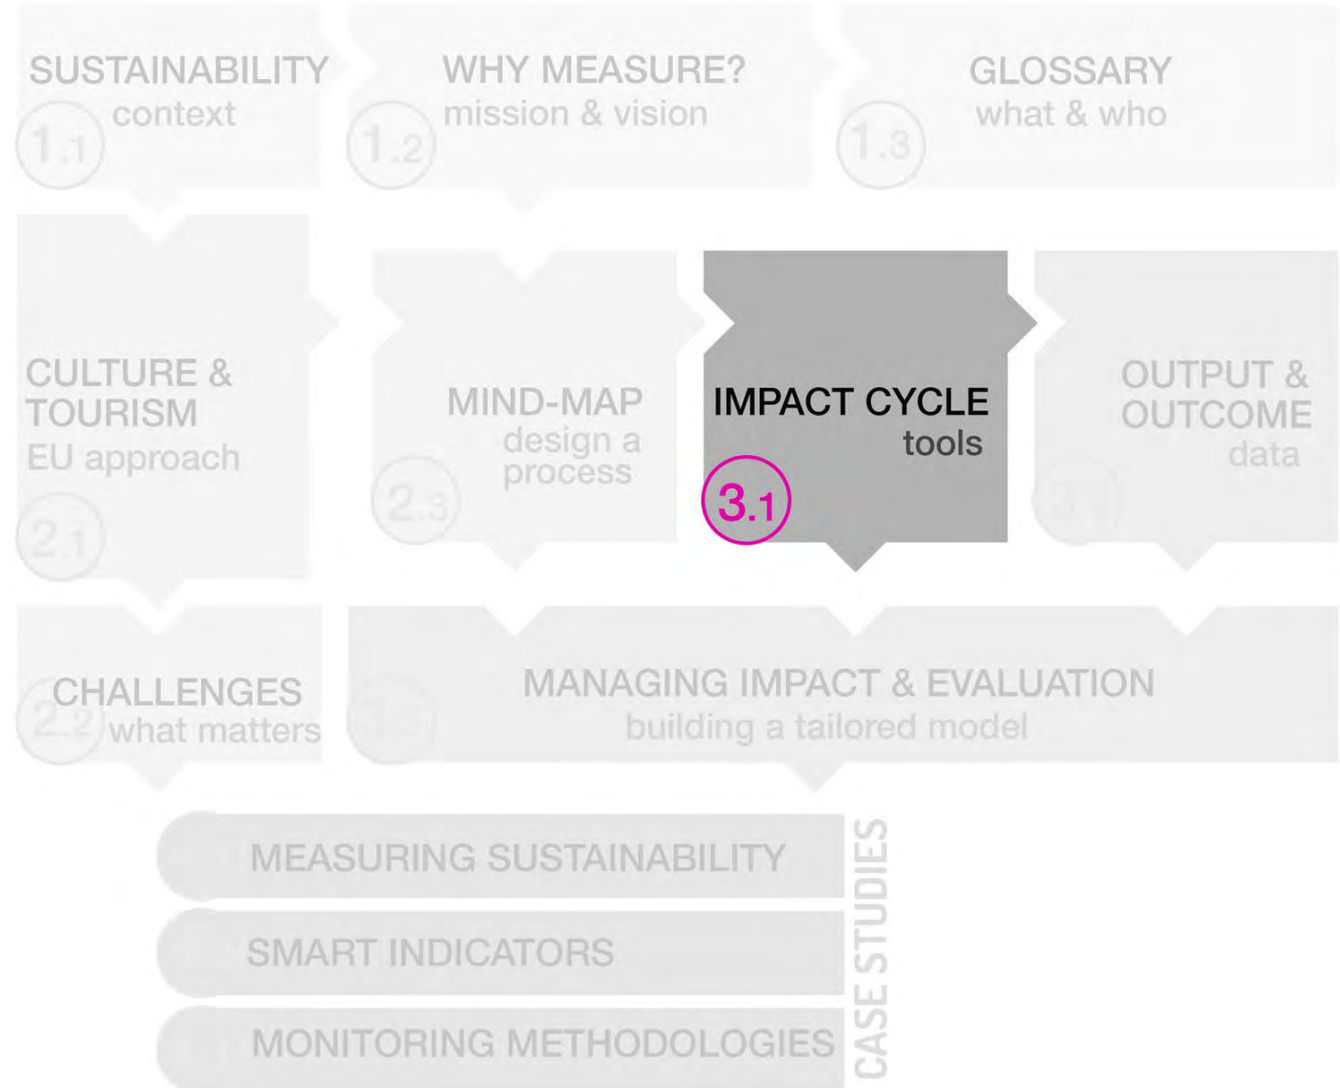 SUSTAINABILITY
context
1.1
WHY MEASURE?
mission & vision
1.2
GLOSSARY
what & who
1.3
CULTURE &
TOURISM
EU approach
2.1
MIND-MAP
design a
process
2.3
IMPACT CYCLE
tools
3.1
OUTPUT &
OUTCOME
data
CHALLENGES
2.2 what matters
MANAGING IMPACT & EVALUATION
building a tailored model
MEASURING SUSTAINABILITY
SMART INDICATORS
MONITORING METHODOLOGIES
CASE STUDIES